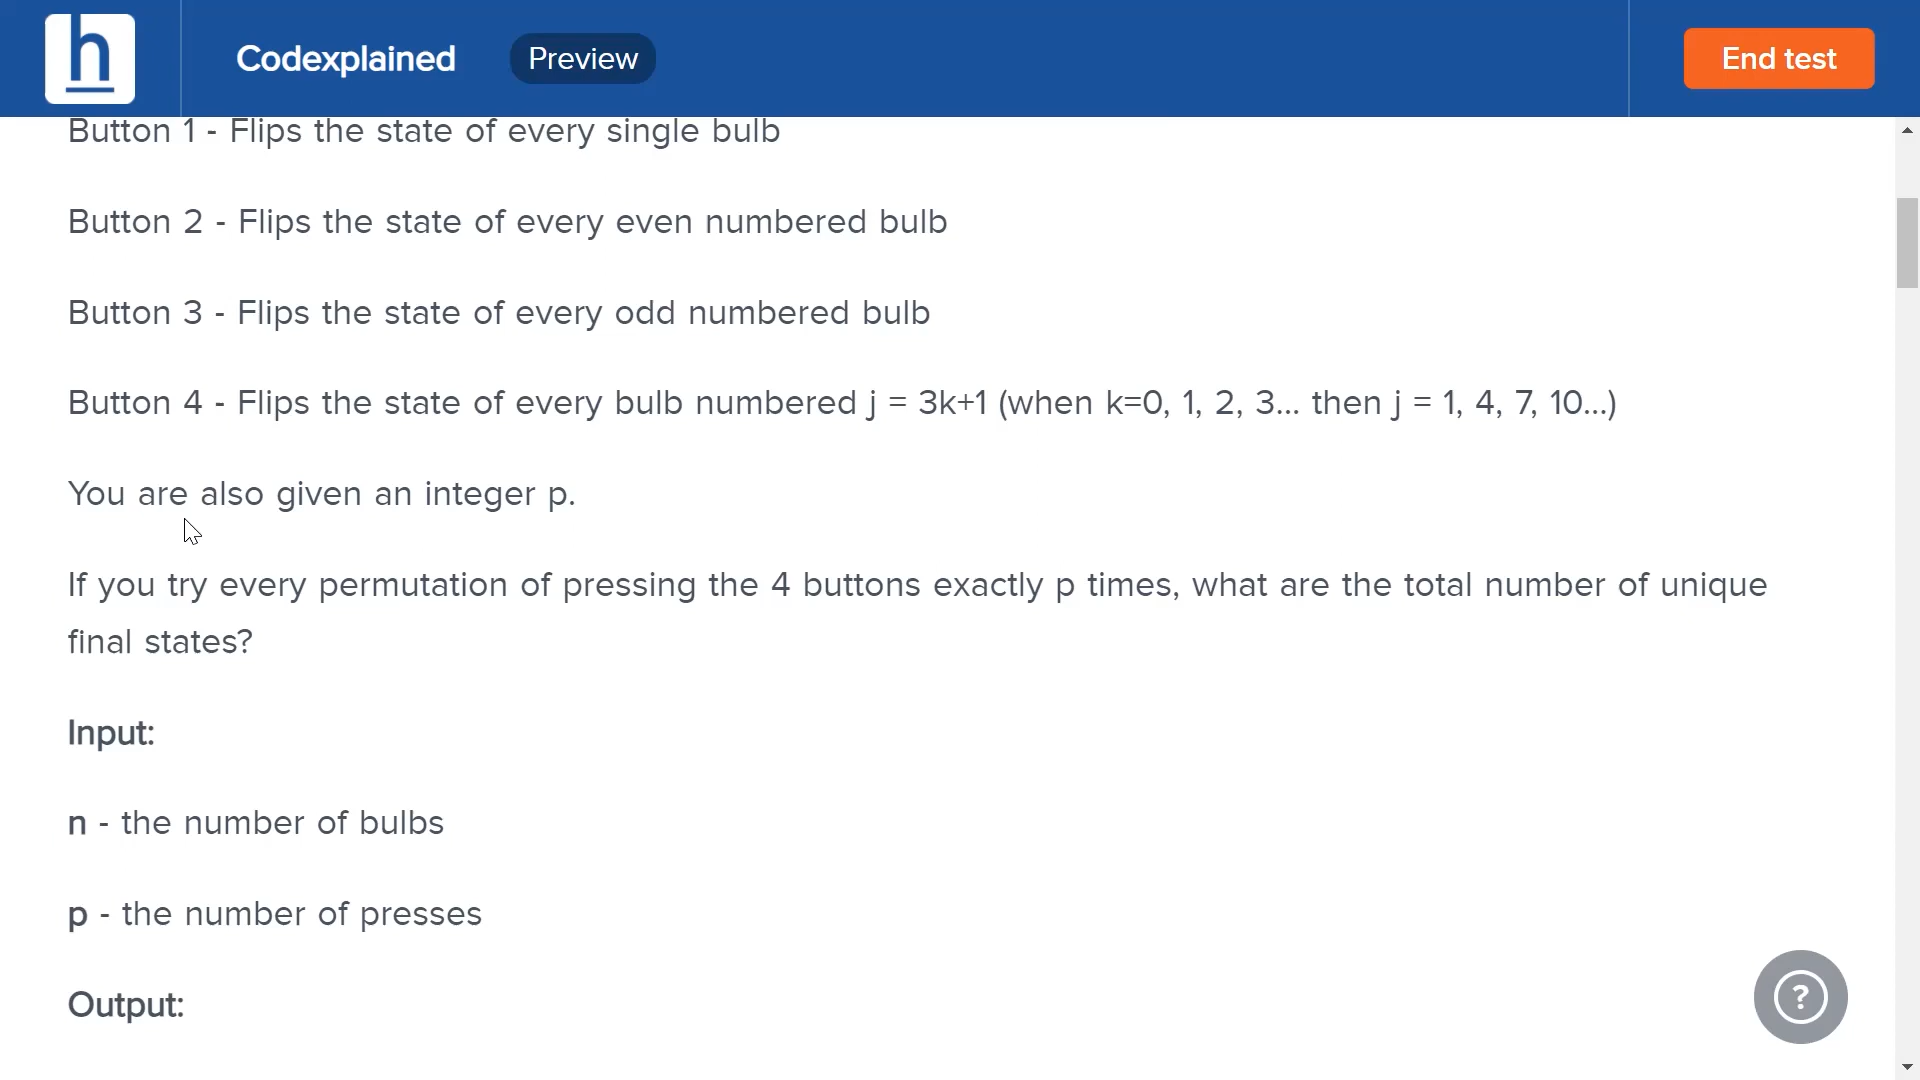 h
Codexplained
Preview
End test
Button 1 - Flips the state of every single bulb
Button 2 - Flips the state of every even numbered bulb
Button 3 - Flips the state of every odd numbered bulb
Button 4 - Flips the state of every bulb numbered j = 3k+1 (when k=0, 1, 2, 3... then j = 1, 4, 7, 10...)
You are also given an integer p.
If you try every permutation of pressing the 4 buttons exactly p times, what are the total number of unique
final states?
Input:
n - the number of bulbs
p - the number of presses
Output:
?